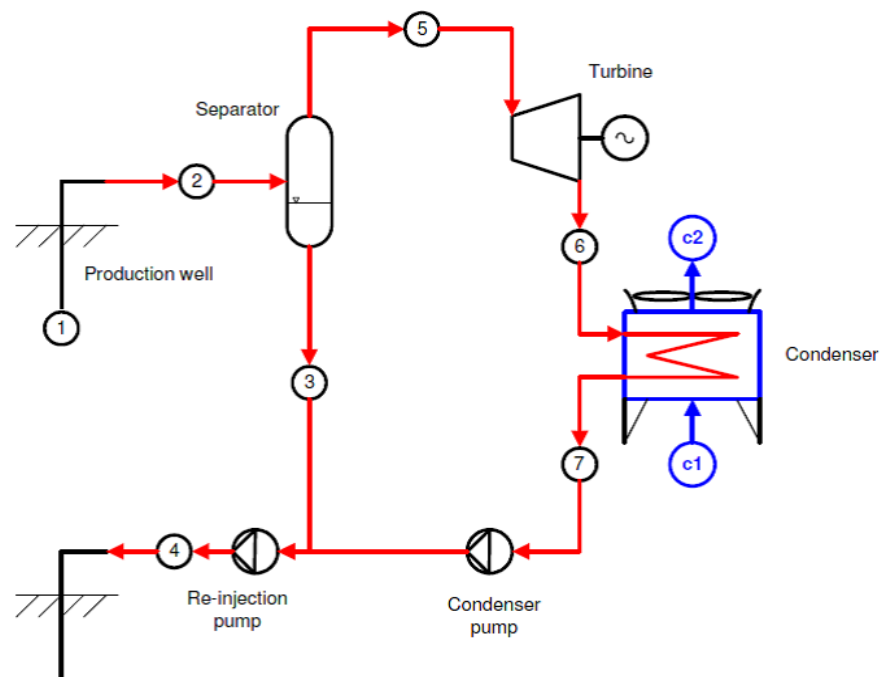 5
Turbine
Separator
2
6
c2
Production well
1
Condenser
3
7
c1
4
Re-injection
pump
Condenser
pump